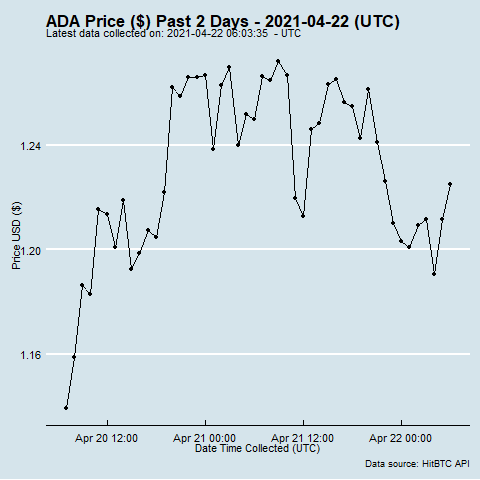 ADA Price ($) Past 2 Days - 2021-04-22 (UTC)
Latest data collected on: 2021-04-22 06:03:35  - UTC
1.24
1.20
1.16
Price USD ($)
Apr 20 12:00
Apr 21 00:00
Apr 21 12:00
Apr 22 00:00
Date Time Collected (UTC)
Data source: HitBTC API